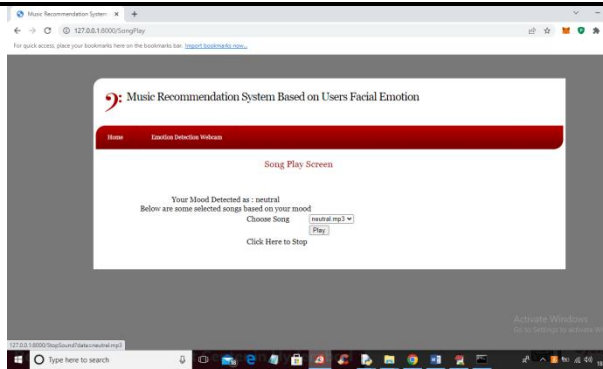 Music Recommendation System
127.0.0.1:8000/SongPlay
For quick access, place your bookmarks here on the bookmarks bar. Import bookmarks now...
Music Recommendation System Based on Users Facial Emotion
Home Emotion Detection Webcam
Song Play Screen
Your Mood Detected as : neutral
Below are some selected songs based on your mood
Choose Song neutral.mp3
Play
Click Here to Stop
Activate Windows
Go to Settings to activate
127.0.0.1:8000/StopSound?data=neutral.mp3
Type here to search